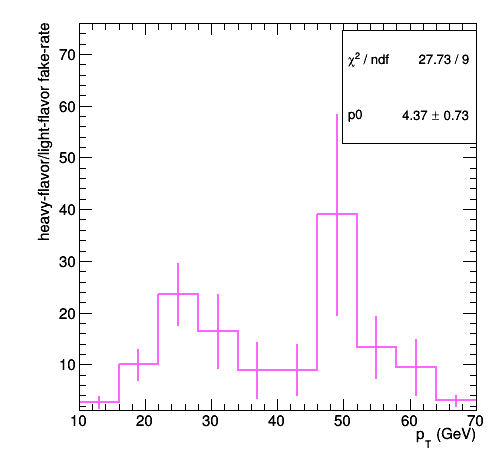 heavy-flavor/light-flavor fake-rate
70
60
50
40
30
20
10
χ² / ndf 27.73 / 9
p0 4.37 ± 0.73
10 20 30 40 50 60 70
p_T (GeV)